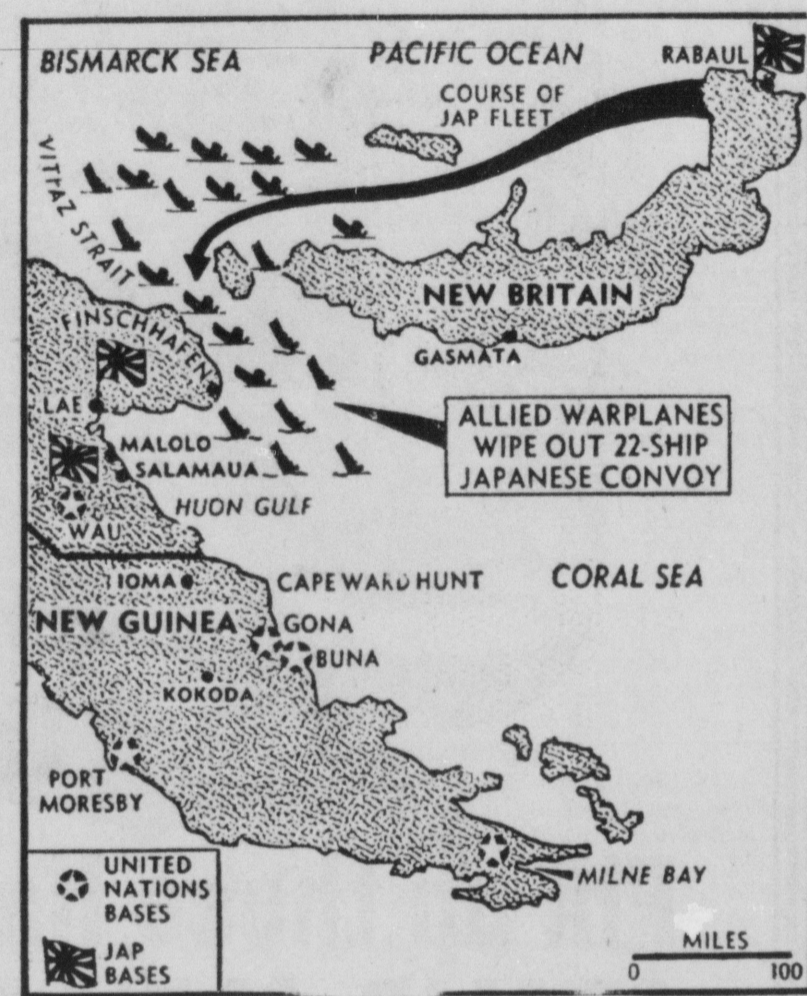 BISMARCK SEA
PACIFIC OCEAN
RABAUL
COURSE OF
JAP FLEET
VITIAZ STRAIT
NEW BRITAIN
FINSCHHAFEN
GASMATA
LAE
ALLIED WARPLANES
WIPE OUT 22-SHIP
JAPANESE CONVOY
MALOLO
SALAMAUA
HUON GULF
WAU
IOMA
CAPE WARD HUNT
CORAL SEA
NEW GUINEA
GONA
BUNA
KOKODA
PORT
MORESBY
MILNE BAY
UNITED
NATIONS
BASES
JAP
BASES
MILES
0 100